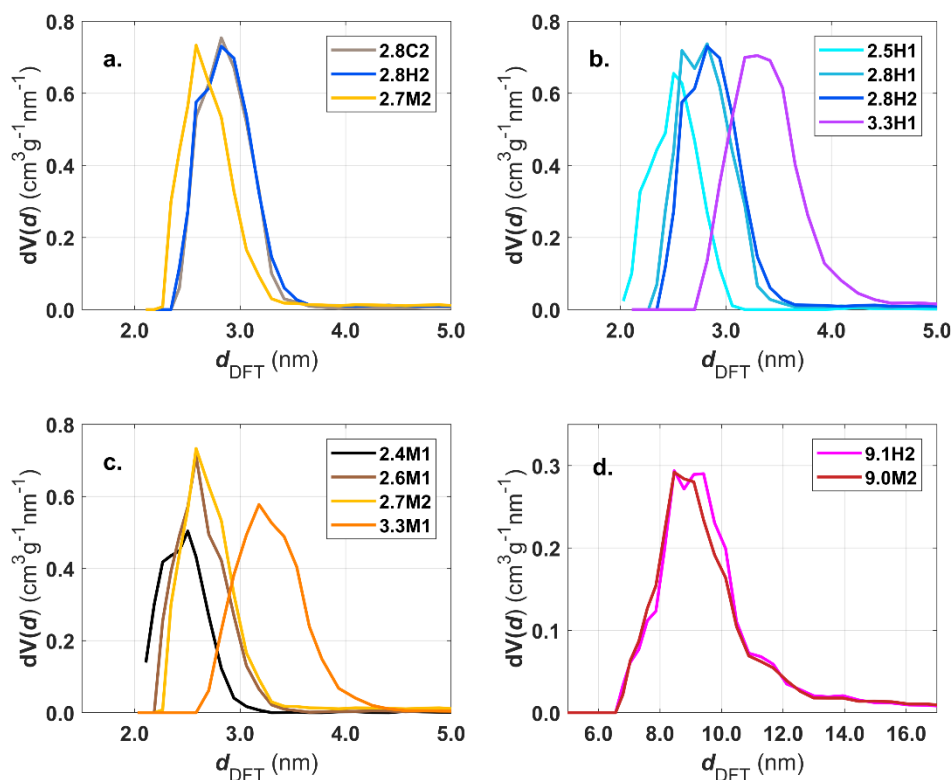 a.
2.8C2
2.8H2
2.7M2
dV(d) (cm³g⁻¹nm⁻¹)
0.8
0.6
0.4
0.2
0.0
2.0 3.0 4.0 5.0
d_DFT (nm)
b.
2.5H1
2.8H1
2.8H2
3.3H1
dV(d) (cm³g⁻¹nm⁻¹)
0.8
0.6
0.4
0.2
0.0
2.0 3.0 4.0 5.0
d_DFT (nm)
c.
2.4M1
2.6M1
2.7M2
3.3M1
dV(d) (cm³g⁻¹nm⁻¹)
0.8
0.6
0.4
0.2
0.0
2.0 3.0 4.0 5.0
d_DFT (nm)
d.
9.1H2
9.0M2
dV(d) (cm³g⁻¹nm⁻¹)
0.3
0.2
0.1
0.0
6.0 8.0 10.0 12.0 14.0 16.0
d_DFT (nm)